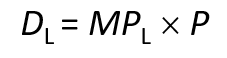 D_L = MP_L × P